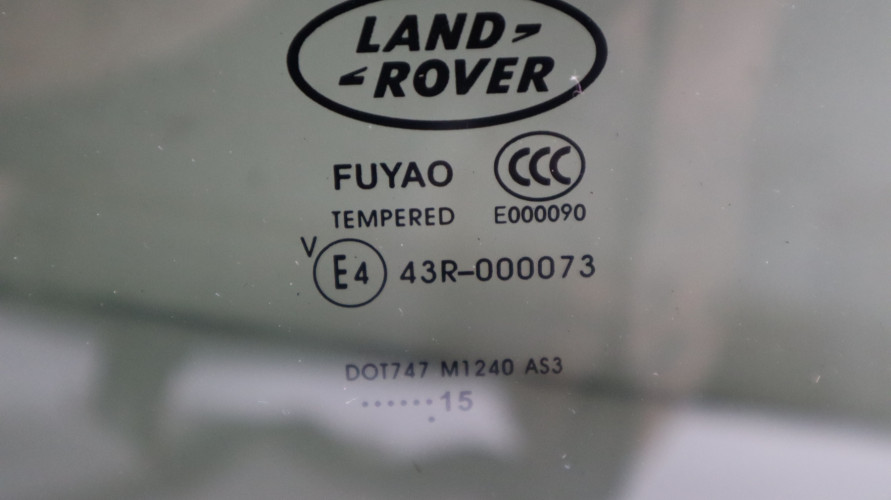 LAND
ROVER
FUYAO CCC
TEMPERED E000090
V E4 43R-000073
DOT747 M1240 AS3
......15
.